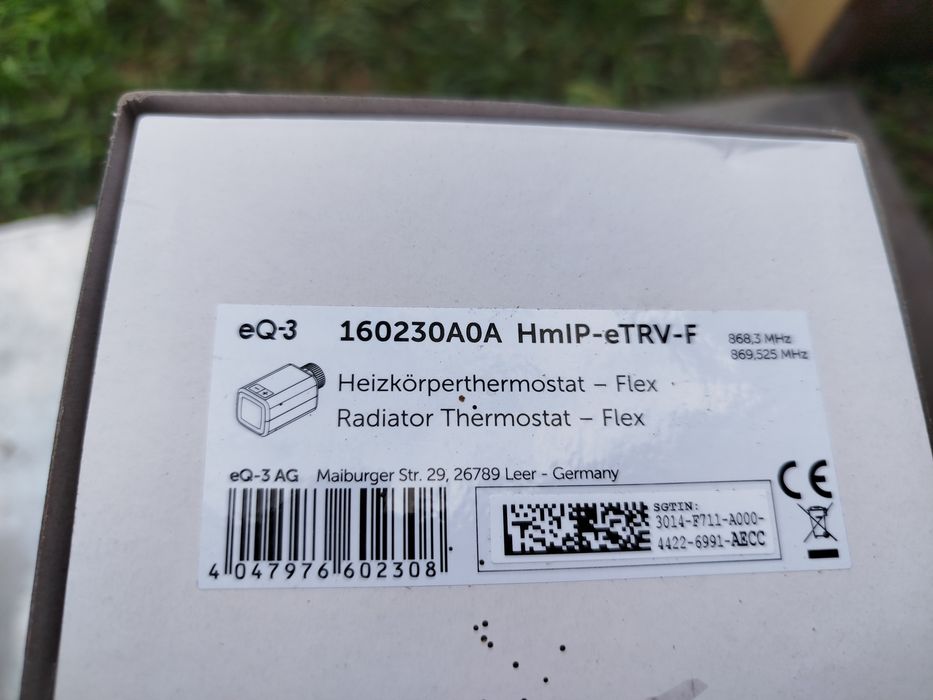 eQ-3 160230A0A HmIP-eTRV-F 868,3 MHz
869,525 MHz
Heizkörperthermostat – Flex
Radiator Thermostat – Flex
eQ-3 AG Maiburger Str. 29, 26789 Leer - Germany
CE
SGTIN:
3014-F711-A000-
4422-6991-AECC
4 047976 602308